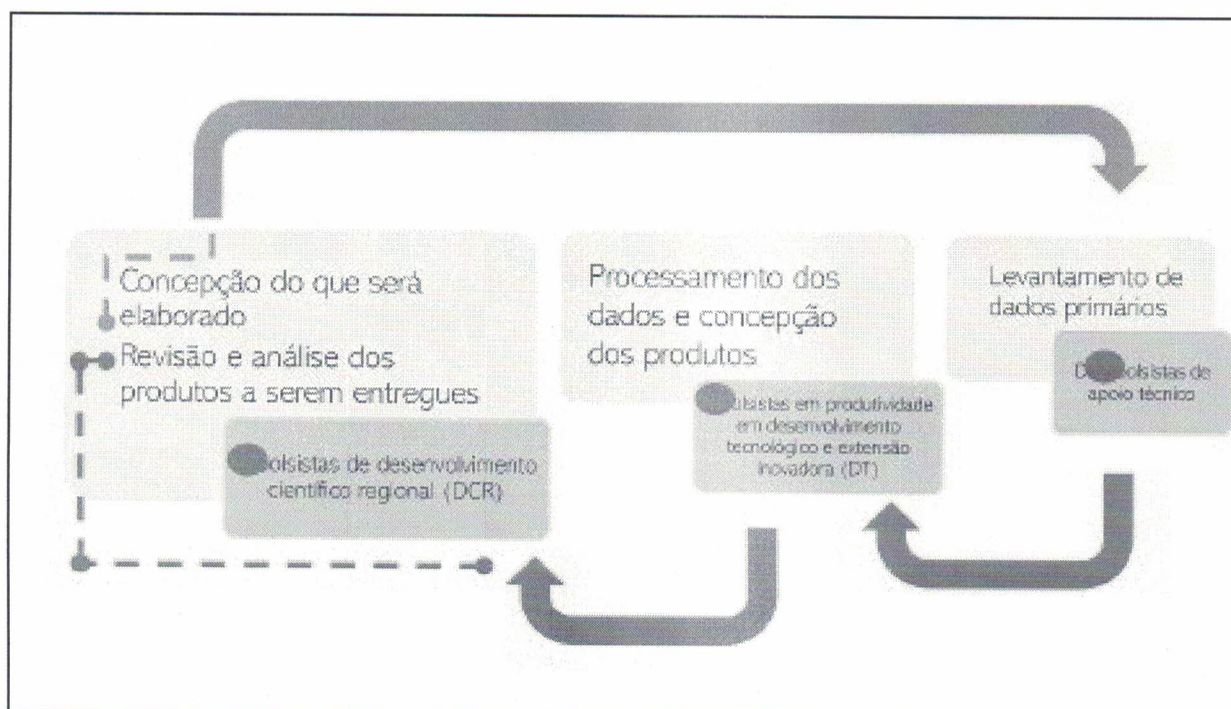 Concepção do que será
elaborado
Revisão e análise dos
produtos a serem entregues
olsistas de desenvolvimento
científico regional (DCR)
Processamento dos
dados e concepção
dos produtos
em produtividade
em desenvolvimento
tecnológico e extensão
inovadora (DT)
Levantamento de
dados primários
olsistas de
apoio técnico